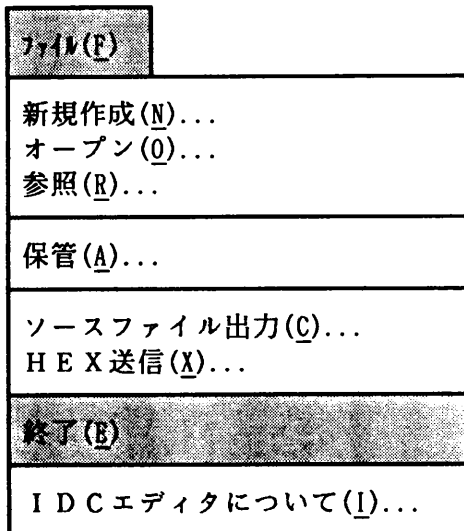 ﾌｧｲﾙ(F)
新規作成(N)...
オープン(O)...
参照(R)...
保管(A)...
ソースファイル出力(C)...
ＨＥＸ送信(X)...
終了(E)
ＩＤＣエディタについて(I)...